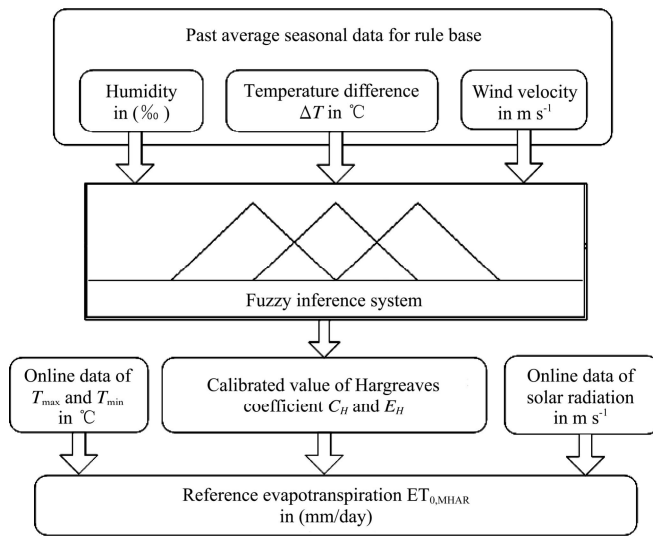 Past average seasonal data for rule base
Humidity
in (‰ )
Temperature difference
ΔT in ℃
Wind velocity
in m s⁻¹
Fuzzy inference system
Online data of
Tmax and Tmin
in ℃
Calibrated value of Hargreaves
coefficient CH and EH
Online data of
solar radiation
in m s⁻¹
Reference evapotranspiration ET0,MHAR
in (mm/day)